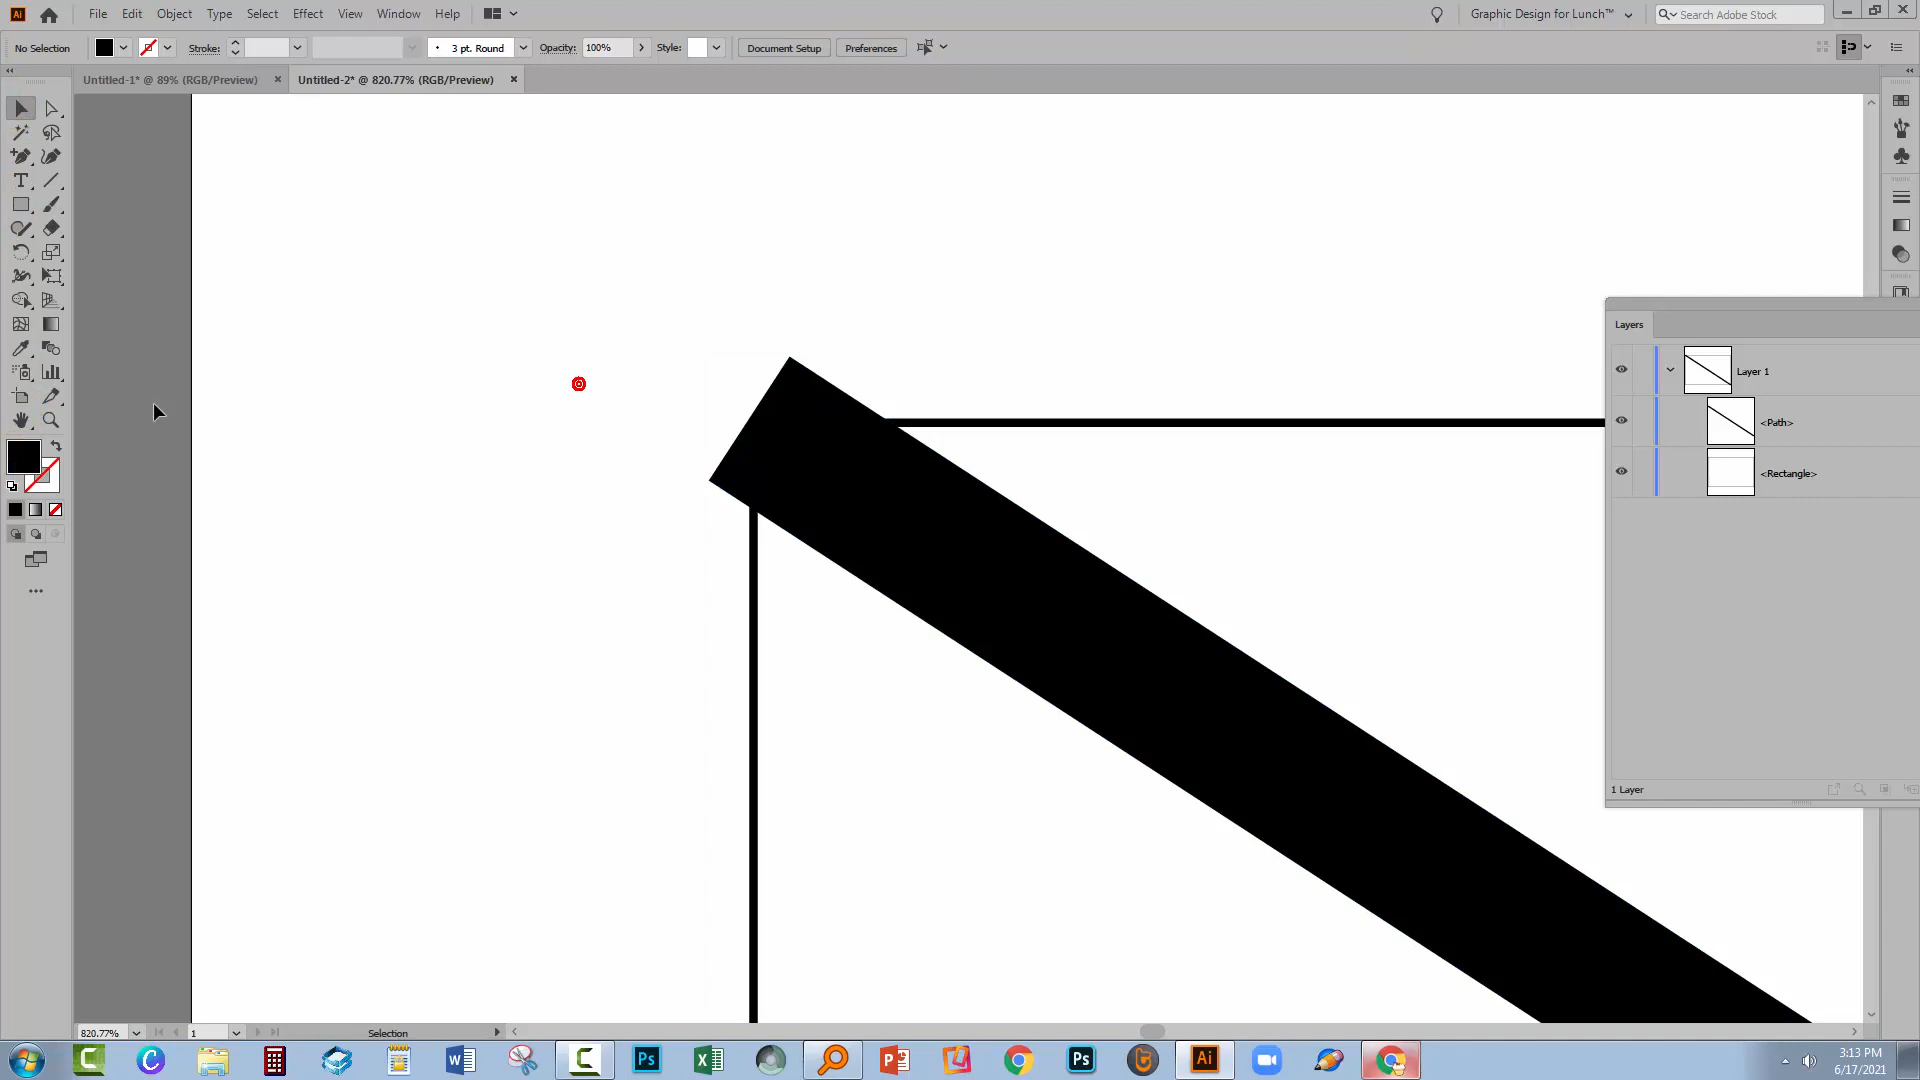 Ai File Edit Object Type Select Effect View Window Help Graphic Design for Lunch™ Search Adobe Stock
No Selection Stroke: 3 pt. Round Opacity: 100% Style: Document Setup Preferences
Untitled-1* @ 89% (RGB/Preview) Untitled-2* @ 820.77% (RGB/Preview)
Layers
Layer 1
<Path>
<Rectangle>
1 Layer
820.77% 1 Selection
3:13 PM
6/17/2021